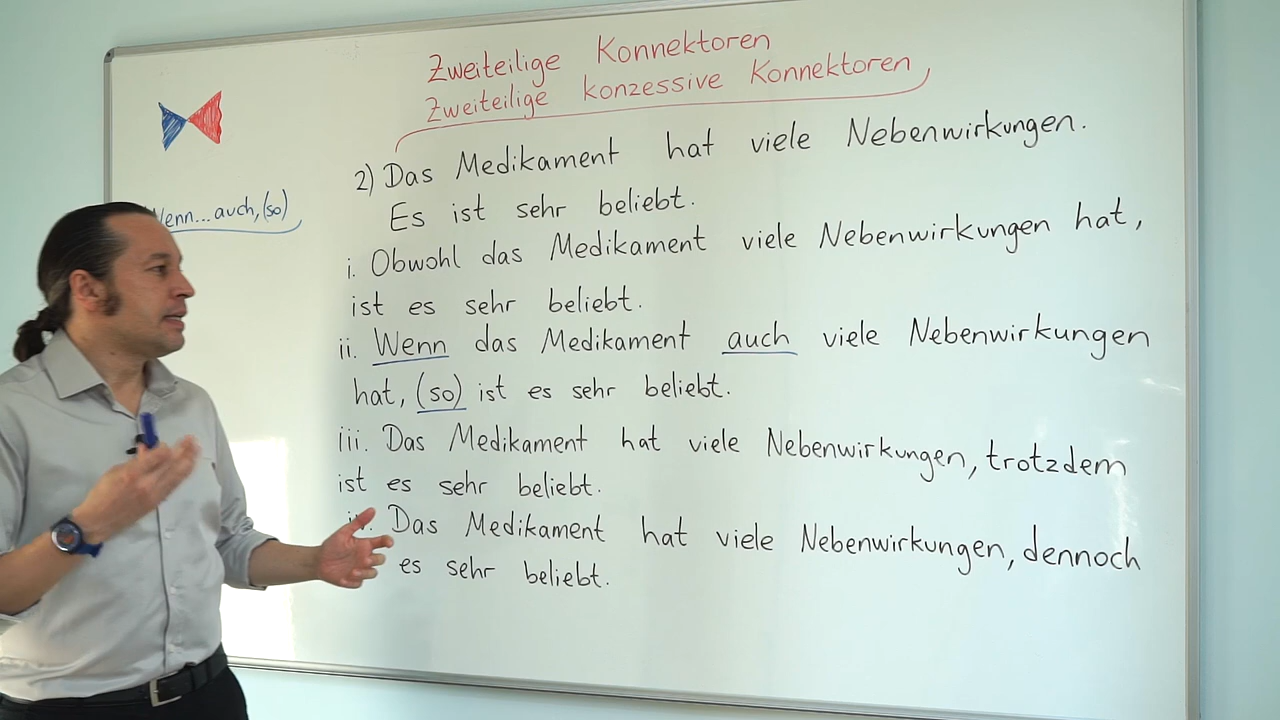 Zweiteilige Konnektoren
Zweiteilige konzessive Konnektoren
Wenn... auch, (so)
2) Das Medikament hat viele Nebenwirkungen.
Es ist sehr beliebt.
i. Obwohl das Medikament viele Nebenwirkungen hat,
ist es sehr beliebt.
ii. Wenn das Medikament auch viele Nebenwirkungen
hat, (so) ist es sehr beliebt.
iii. Das Medikament hat viele Nebenwirkungen, trotzdem
ist es sehr beliebt.
Das Medikament hat viele Nebenwirkungen, dennoch
es sehr beliebt.